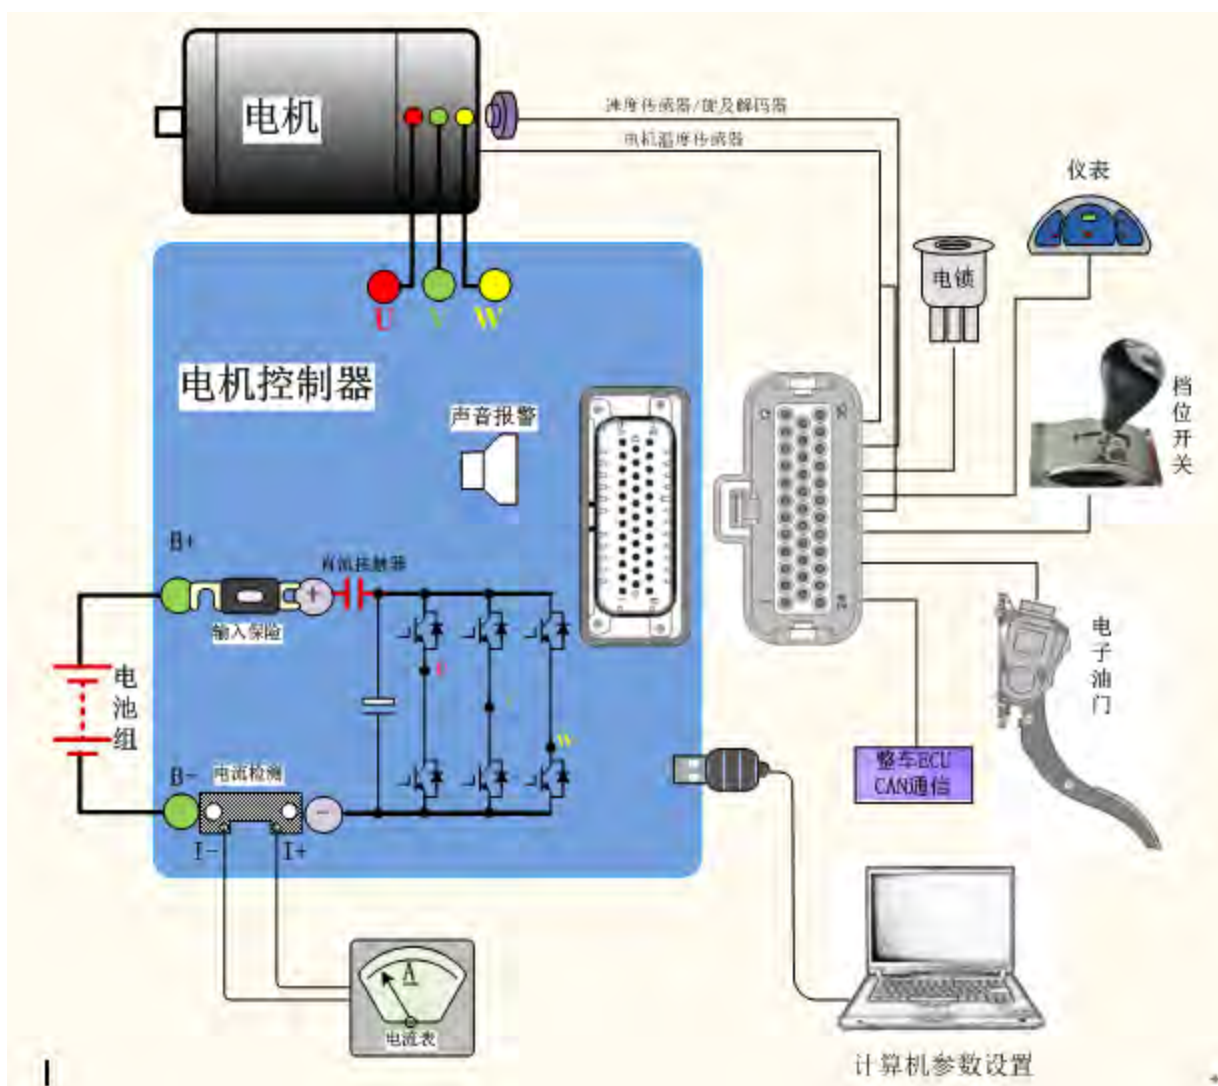 电机
速度传感器/旋及解码器
电机温度传感器
仪表
电锁
U
V
W
电机控制器
声音报警
档位开关
B+
直流接触器
输入保险
电池组
U
W
电子油门
B-
电流检测
整车ECU
CAN通信
I-
I+
A
电流表
计算机参数设置